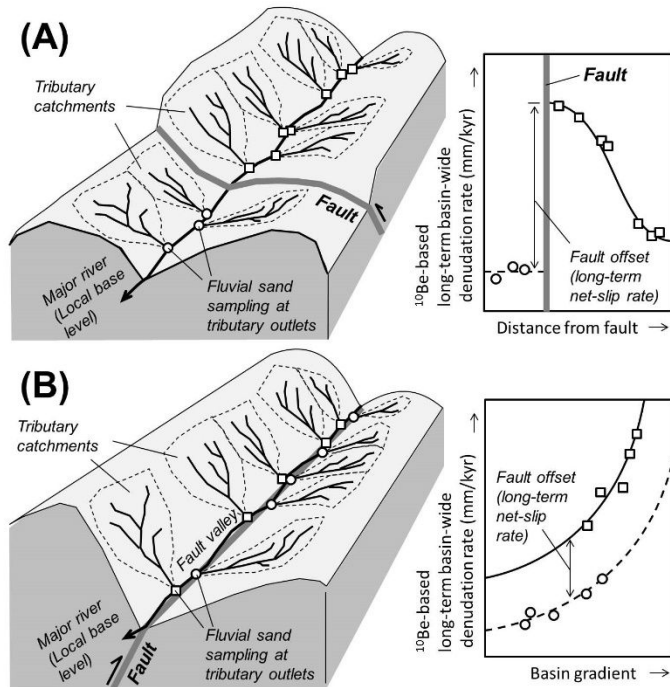 (A)
Tributary
catchments
Fault
Major river
(Local base
level)
Fluvial sand
sampling at
tributary outlets
Fault
Fault offset
(long-term
net-slip rate)
¹⁰Be-based
long-term basin-wide
denudation rate (mm/kyr) →
Distance from fault →
(B)
Tributary
catchments
Fault valley
Major river
(Local base
level)
Fault
Fluvial sand
sampling at
tributary outlets
Fault offset
(long-term
net-slip
rate)
¹⁰Be-based
long-term basin-wide
denudation rate (mm/kyr) →
Basin gradient →